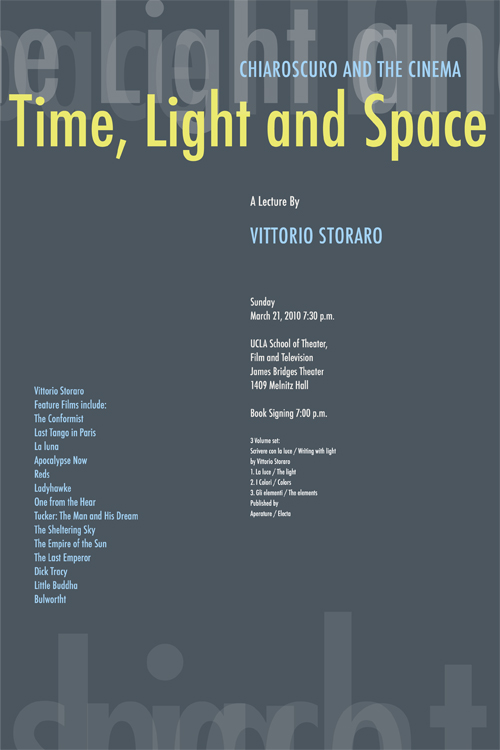 CHIAROSCURO AND THE CINEMA
Time, Light and Space
A Lecture By
VITTORIO STORARO
Sunday
March 21, 2010 7:30 p.m.
UCLA School of Theater,
Film and Television
James Bridges Theater
1409 Melnitz Hall
Book Signing 7:00 p.m.
3 Volume set:
Scrivere con la luce / Writing with light
by Vittorio Storaro
1. La luce / The light
2. I Colori / Colors
3. Gli elementi / The elements
Published by
Aperature / Electa
Vittorio Storaro
Feature Films include:
The Conformist
Last Tango in Paris
La luna
Apocalypse Now
Reds
Ladyhawke
One from the Hear
Tucker: The Man and His Dream
The Sheltering Sky
The Empire of the Sun
The Last Emperor
Dick Tracy
Little Buddha
Bulwortht